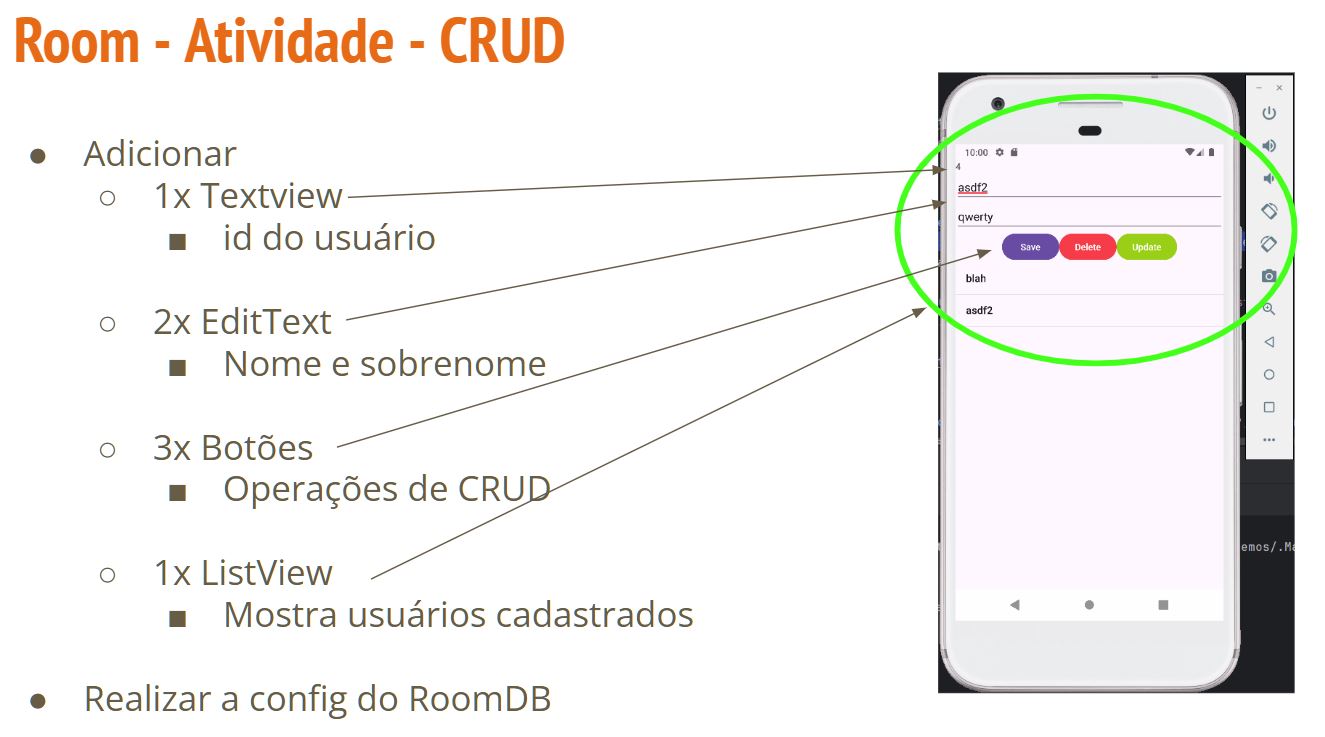 Room - Atividade - CRUD
● Adicionar
○ 1x Textview
■ id do usuário
○ 2x EditText
■ Nome e sobrenome
○ 3x Botões
■ Operações de CRUD
○ 1x ListView
■ Mostra usuários cadastrados
● Realizar a config do RoomDB
10:00
4
asdf2
qwerty
Save Delete Update
blah
asdf2
emos/.Ma